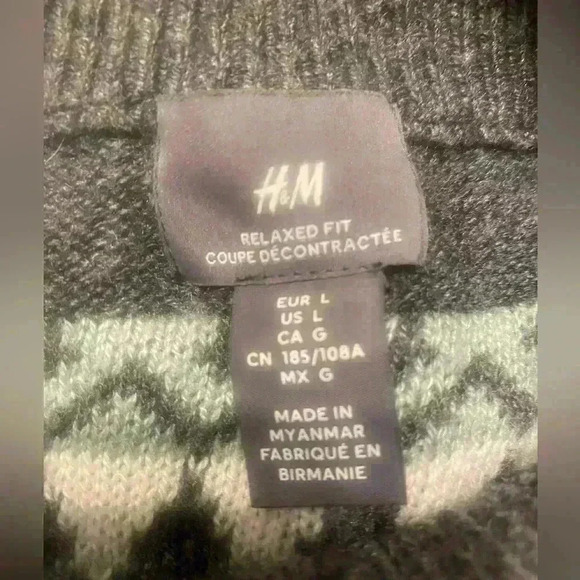 H&M
RELAXED FIT
COUPE DÉCONTRACTÉE
EUR L
US L
CA G
CN 185/108A
MX G
MADE IN
MYANMAR
FABRIQUÉ EN
BIRMANIE